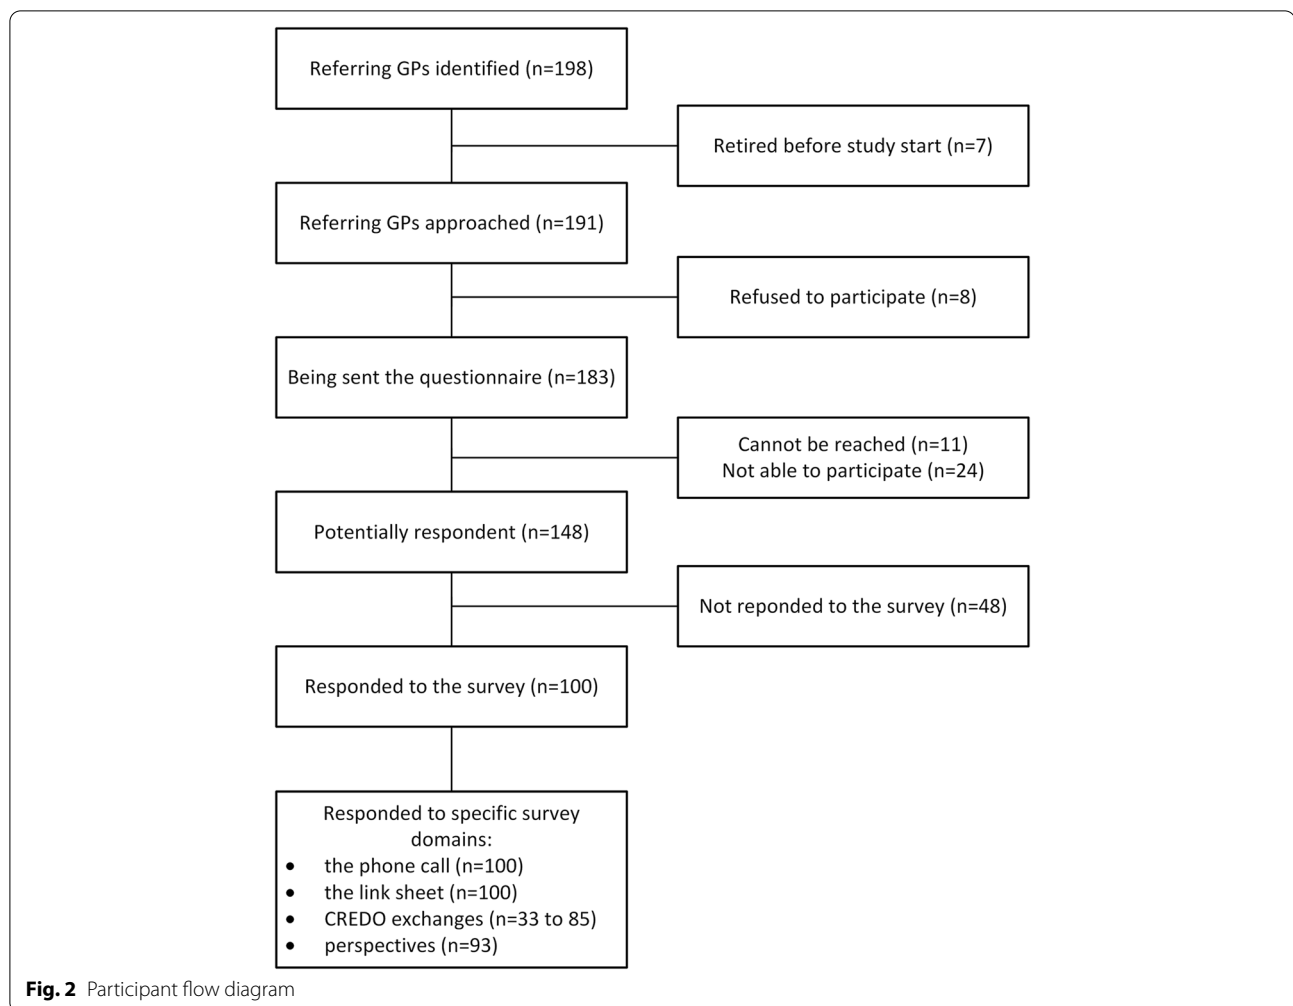 Referring GPs identified (n=198)
Retired before study start (n=7)
Referring GPs approached (n=191)
Refused to participate (n=8)
Being sent the questionnaire (n=183)
Cannot be reached (n=11)
Not able to participate (n=24)
Potentially respondent (n=148)
Not reponded to the survey (n=48)
Responded to the survey (n=100)
Responded to specific survey
domains:
• the phone call (n=100)
• the link sheet (n=100)
• CREDO exchanges (n=33 to 85)
• perspectives (n=93)
Fig. 2 Participant flow diagram